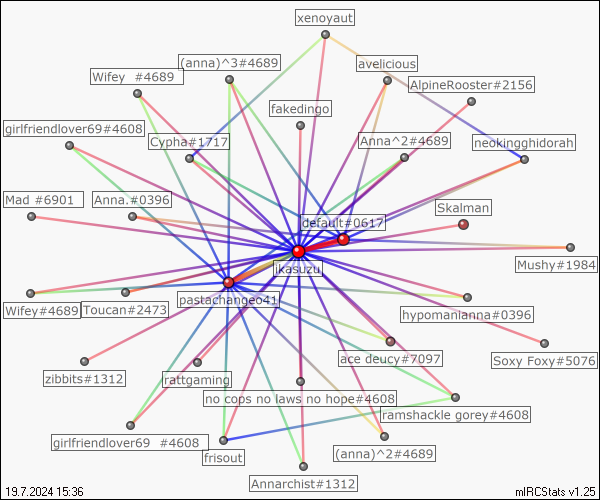 xenoyaut
(anna)^3#4689
avelicious
Wifey  #4689
AlpineRooster#2156
fakedingo
girlfriendlover69#4608
Cypha#1717
Anna^2#4689
neokingghidorah
Mad #6901
Anna.#0396
Skalman
default#0617
ikasuzu
Mushy#1984
pastachangeo41
Wifey#4689
Toucan#2473
hypomanianna#0396
ace deucy#7097
Soxy Foxy#5076
zibbits#1312
rattgaming
no cops no laws no hope#4608
ramshackle gorey#4608
girlfriendlover69  #4608
frisout
(anna)^2#4689
Annarchist#1312
19.7.2024 15:36
mIRCStats v1.25